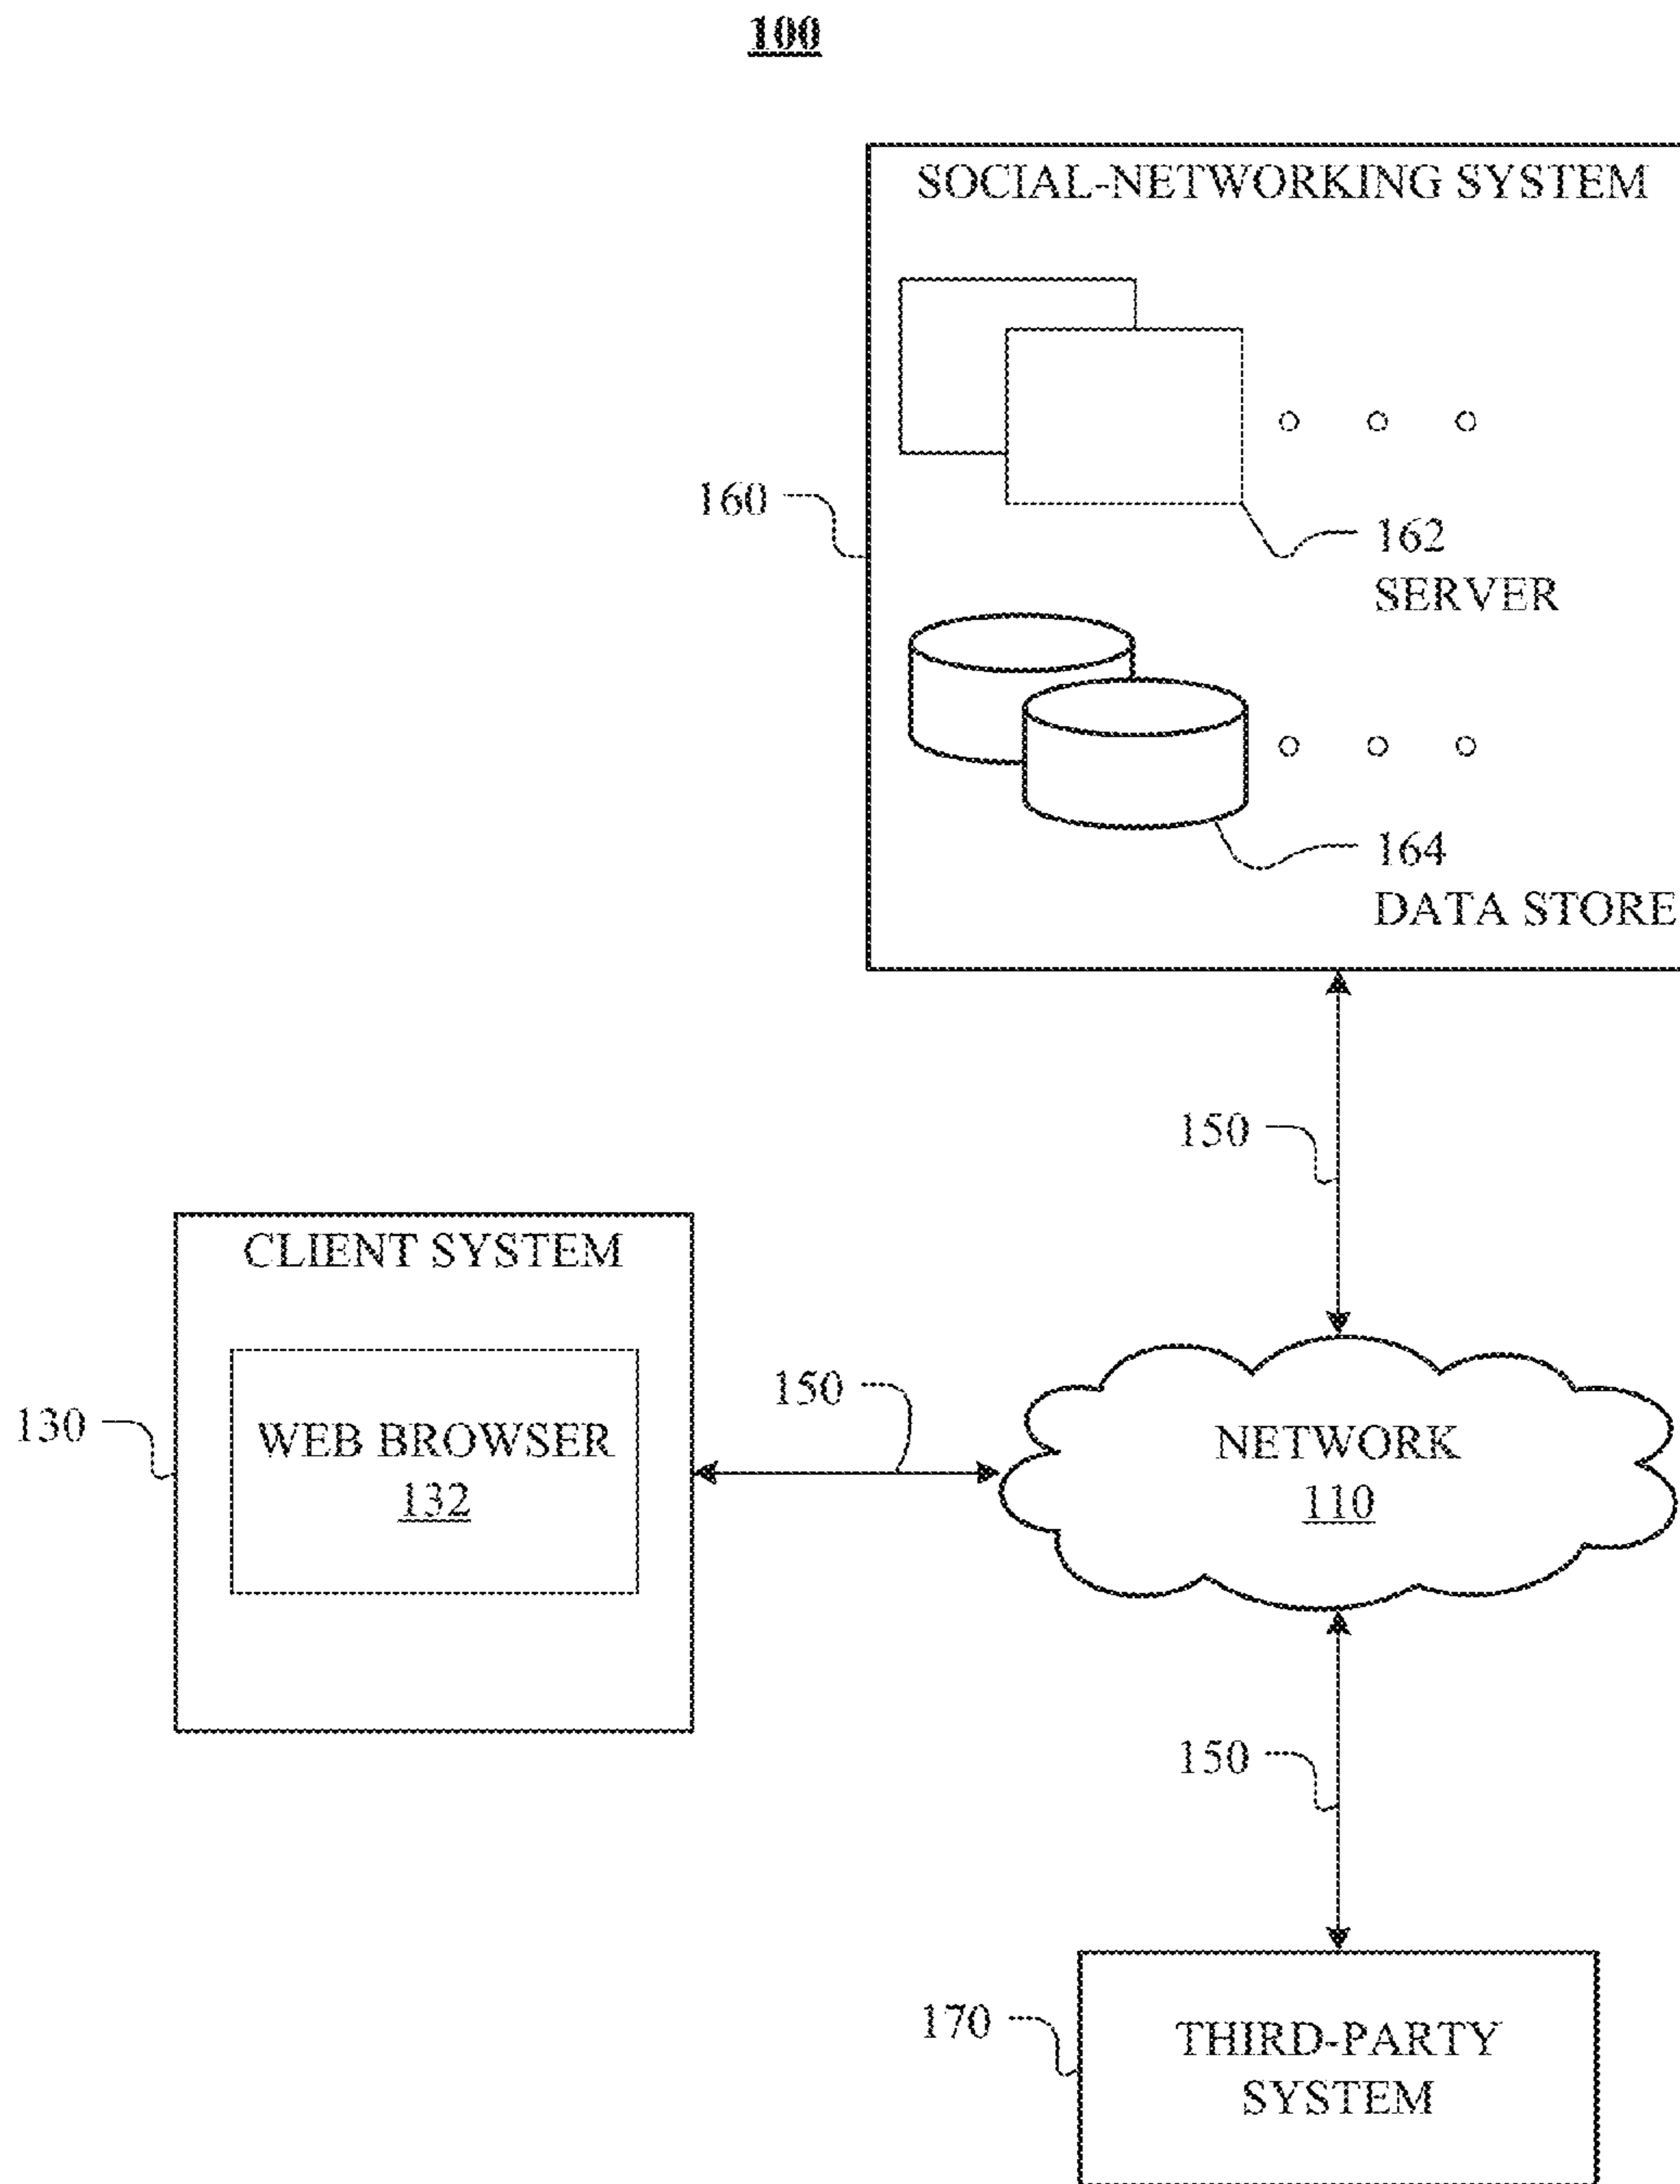 100
SOCIAL-NETWORKING SYSTEM
160
162
SERVER
164
DATA STORE
150
CLIENT SYSTEM
130
WEB BROWSER
132
150
NETWORK
110
150
170
THIRD-PARTY
SYSTEM